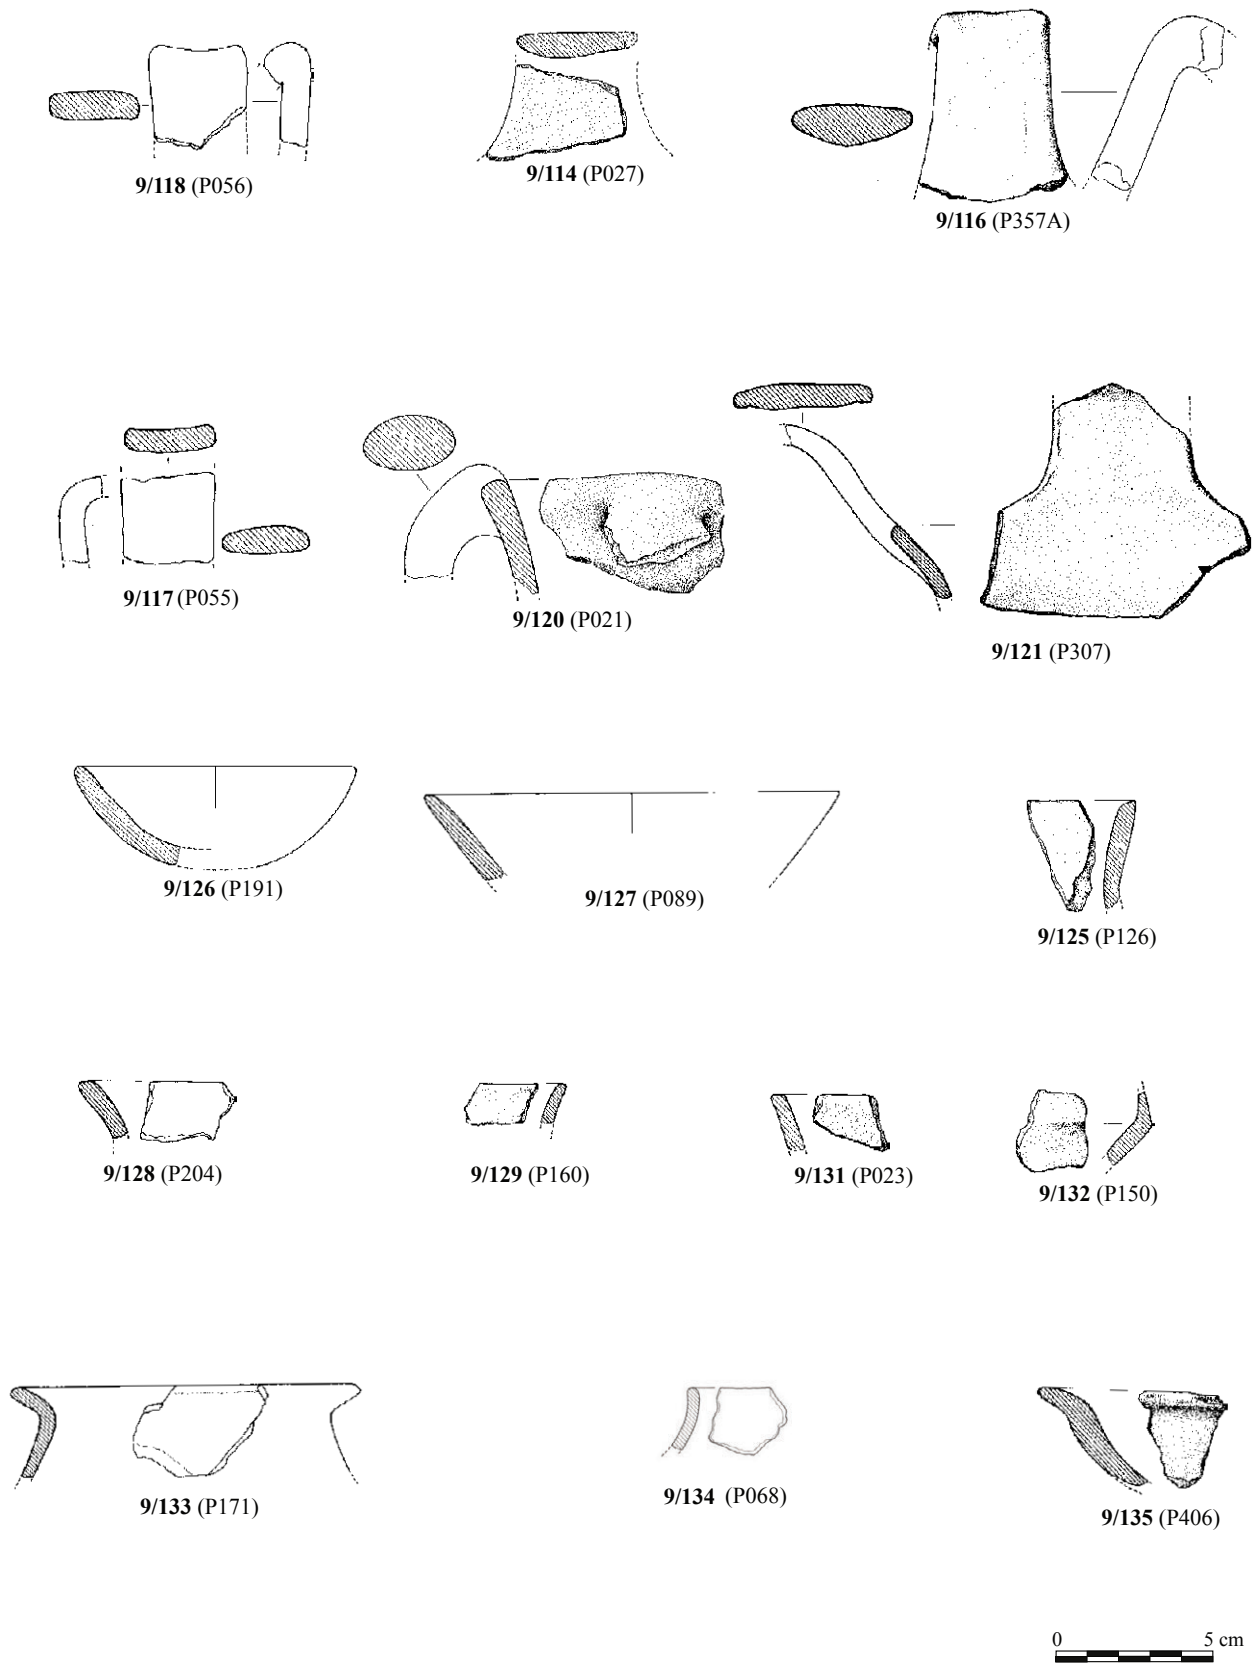 9/118 (P056)
9/114 (P027)
9/116 (P357A)
9/117 (P055)
9/120 (P021)
9/121 (P307)
9/126 (P191)
9/127 (P089)
9/125 (P126)
9/128 (P204)
9/129 (P160)
9/131 (P023)
9/132 (P150)
9/133 (P171)
9/134 (P068)
9/135 (P406)
0 5 cm